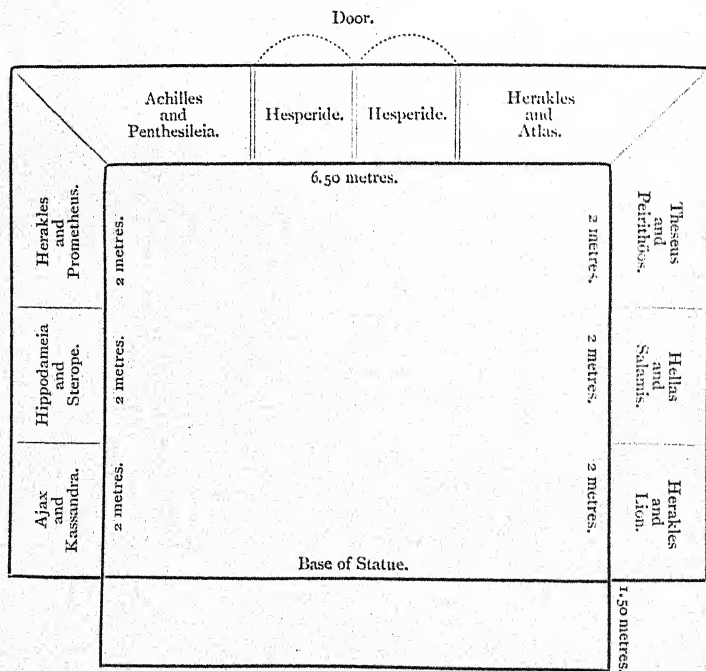 Door.
Achilles
and
Penthesileia.
Hesperide.
Hesperide.
Herakles
and
Atlas.
6.50 metres.
Herakles
and
Prometheus.
2 metres.
2 metres.
Theseus
and
Peirithöos.
Hippodameia
and
Sterope.
2 metres.
2 metres.
Hellas
and
Salamis.
Ajax
and
Kassandra.
2 metres.
2 metres.
Herakles
and
Lion.
Base of Statue.
1.50 metres.